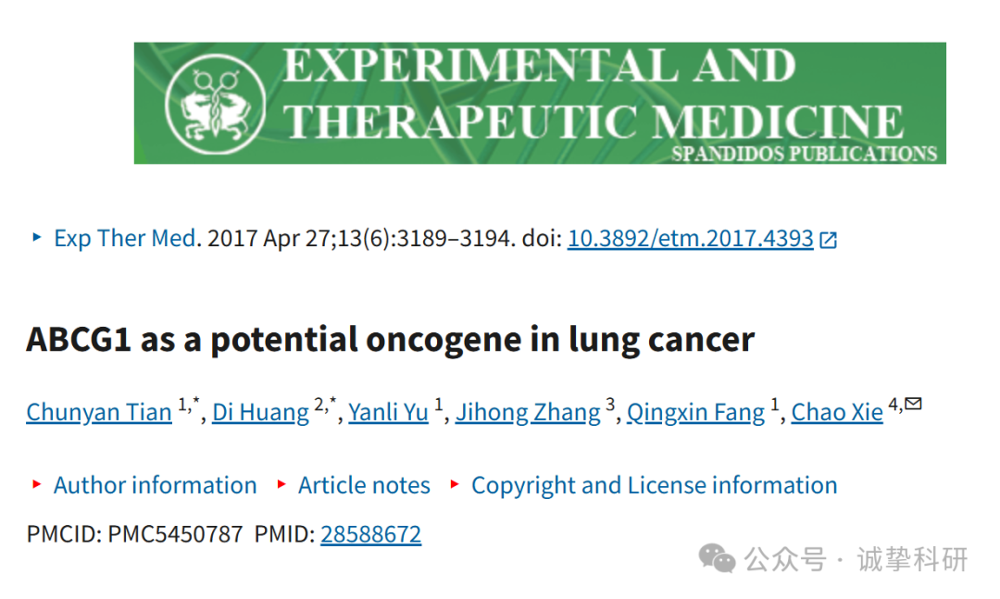 EXPERIMENTAL AND
THERAPEUTIC MEDICINE
SPANDIDOS PUBLICATIONS
Exp Ther Med. 2017 Apr 27;13(6):3189–3194. doi: 10.3892/etm.2017.4393
ABCG1 as a potential oncogene in lung cancer
Chunyan Tian 1,*, Di Huang 2,*, Yanli Yu 1, Jihong Zhang 3, Qingxin Fang 1, Chao Xie 4,✉
Author information Article notes Copyright and License information
PMCID: PMC5450787 PMID: 28588672
公众号 · 诚挚科研